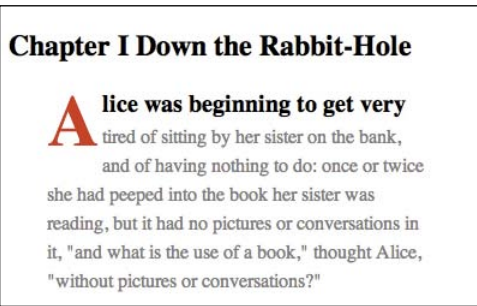 Chapter I Down the Rabbit-Hole
Alice was beginning to get very
tired of sitting by her sister on the bank,
and of having nothing to do: once or twice
she had peeped into the book her sister was
reading, but it had no pictures or conversations in
it, "and what is the use of a book," thought Alice,
"without pictures or conversations?"